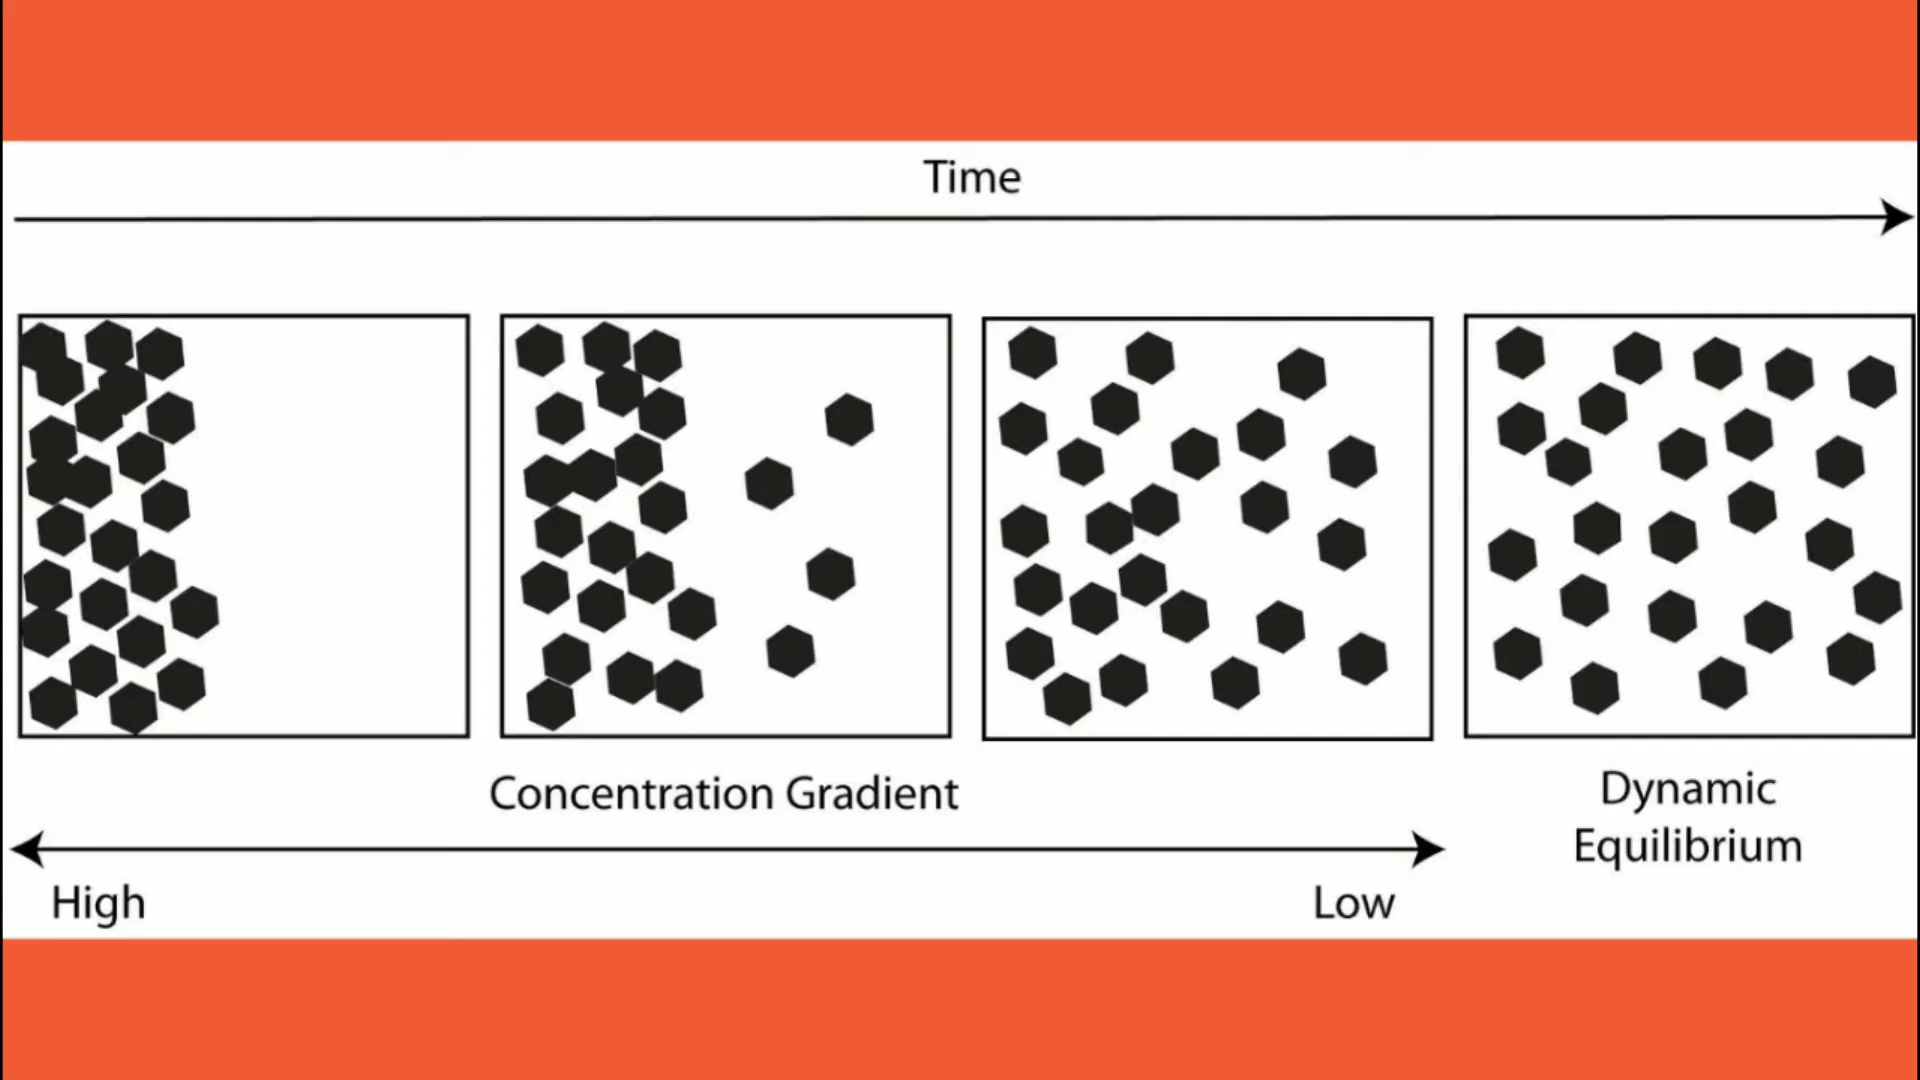 Time
Concentration Gradient
Dynamic
Equilibrium
High
Low